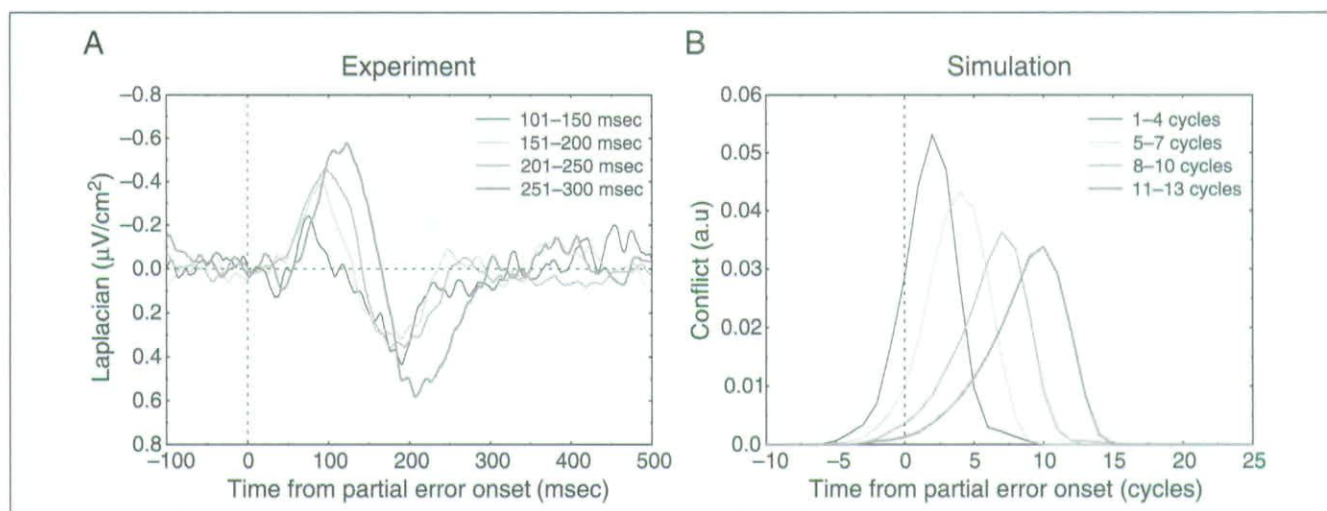 A
Experiment
−0.8
−0.6
−0.4
−0.2
0.0
0.2
0.4
0.6
0.8
Laplacian (μV/cm²)
101–150 msec
151–200 msec
201–250 msec
251–300 msec
−100
0
100
200
300
400
500
Time from partial error onset (msec)
B
Simulation
0.06
0.05
0.04
0.03
0.02
0.01
0.0
Conflict (a.u)
1–4 cycles
5–7 cycles
8–10 cycles
11–13 cycles
−10
−5
0
5
10
15
20
25
Time from partial error onset (cycles)